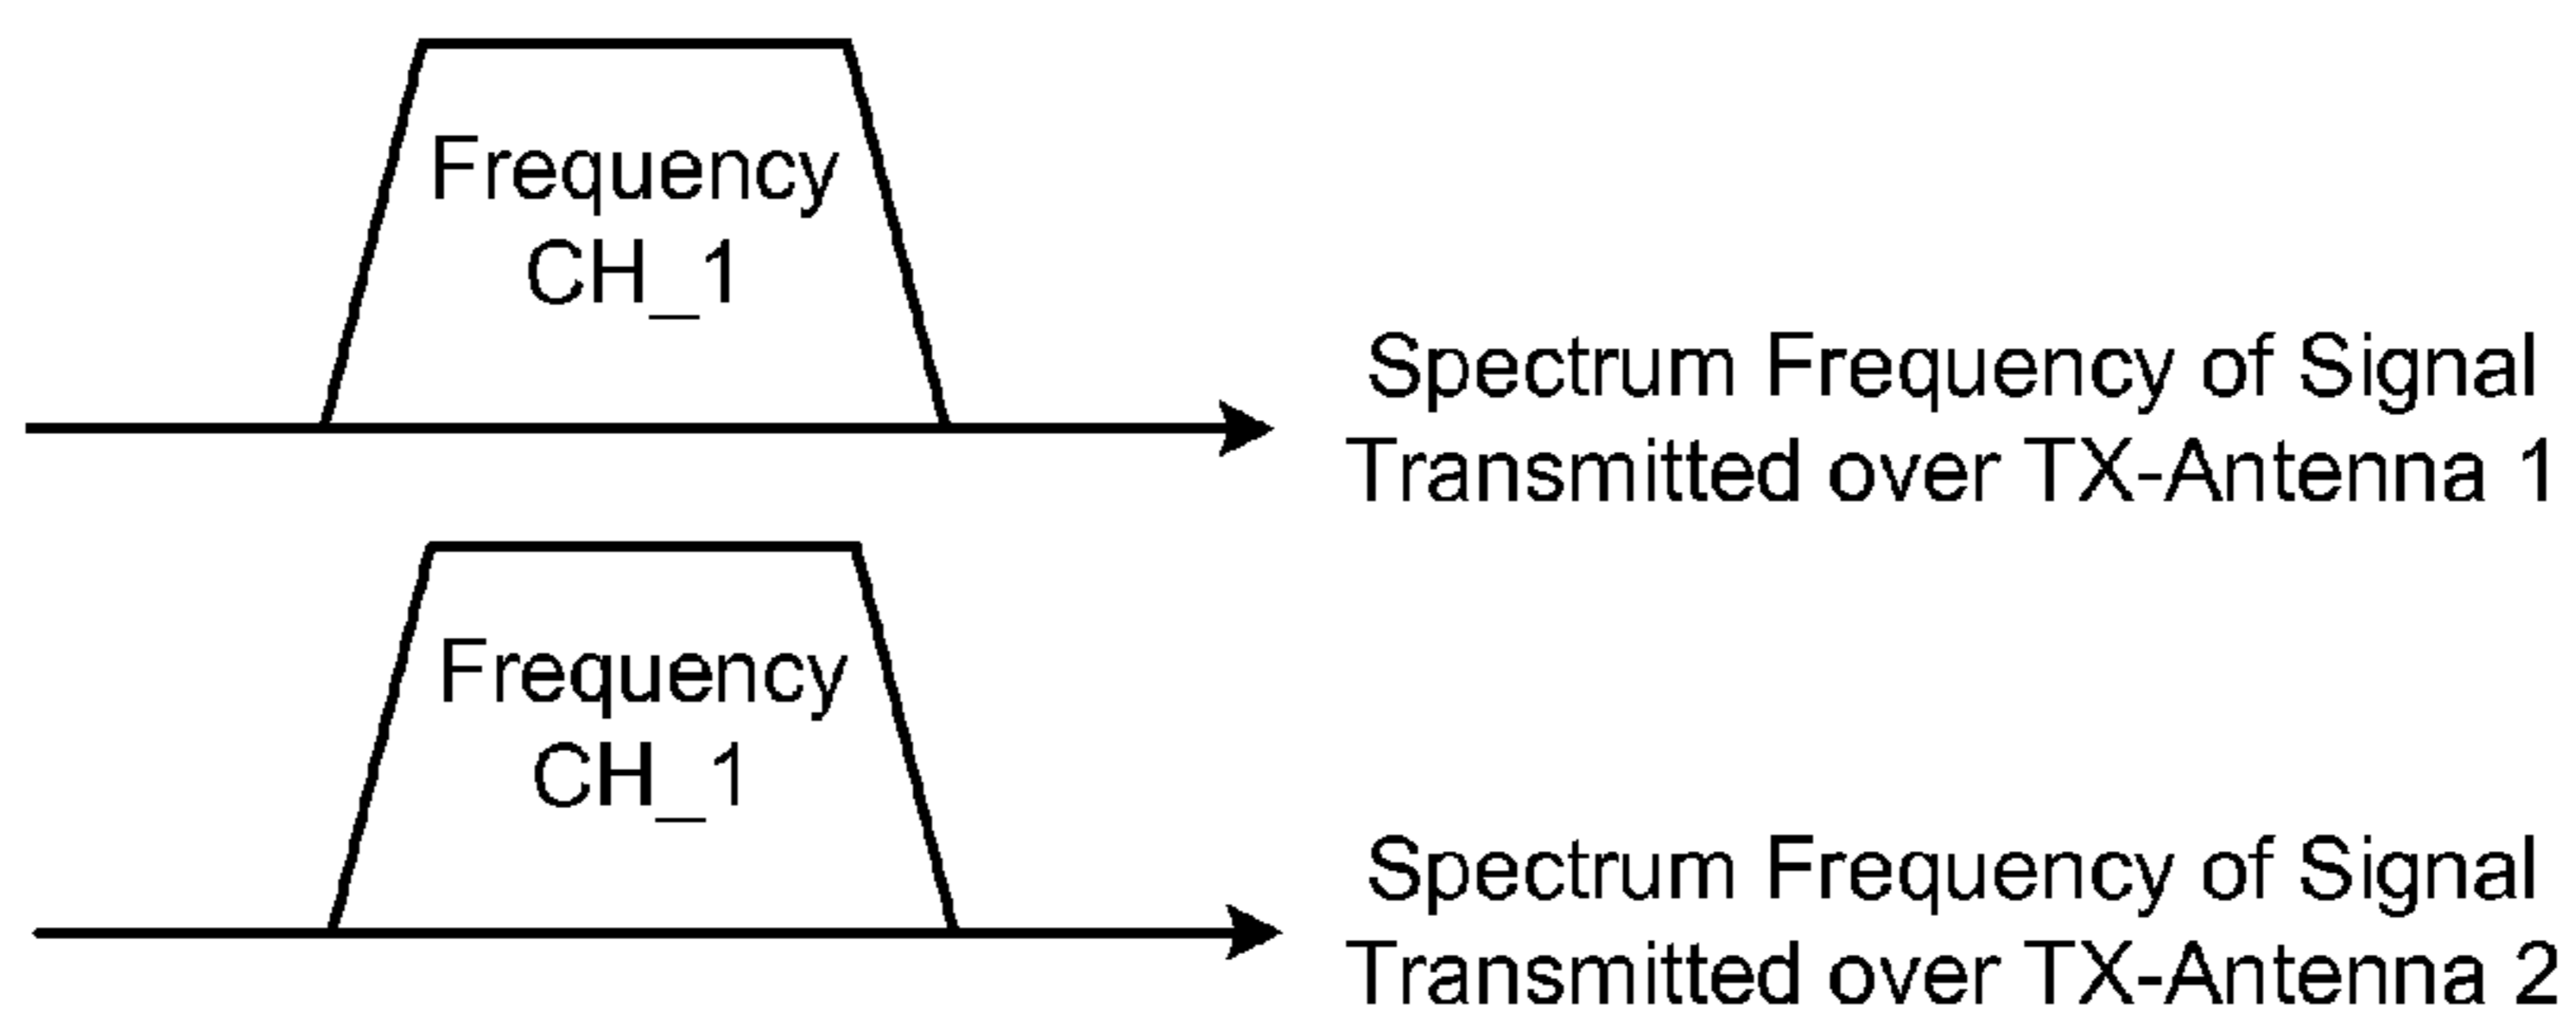 Frequency
CH_1
Spectrum Frequency of Signal
Transmitted over TX-Antenna 1
Frequency
CH_1
Spectrum Frequency of Signal
Transmitted over TX-Antenna 2